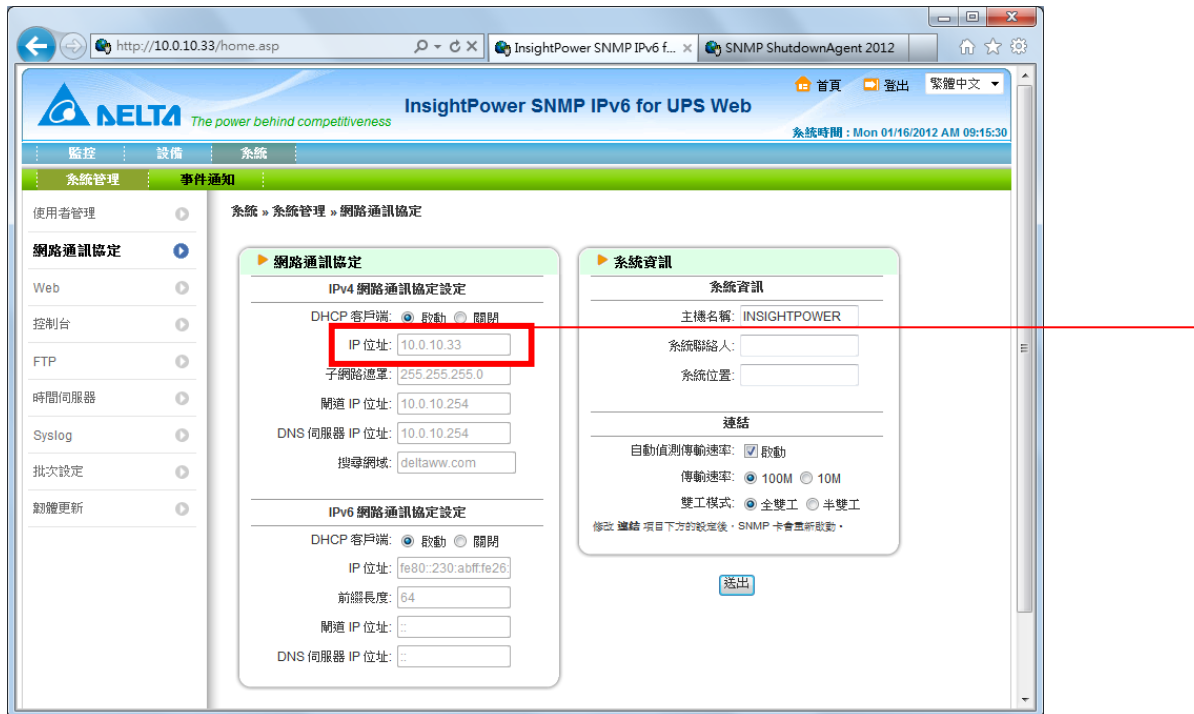 http://10.0.10.33/home.asp
InsightPower SNMP IPv6 f...
SNMP ShutdownAgent 2012
首頁
登出
繁體中文
DELTA The power behind competitiveness
InsightPower SNMP IPv6 for UPS Web
系統時間 : Mon 01/16/2012 AM 09:15:30
監控
設備
系統
系統管理
事件通知
使用者管理
網路通訊協定
Web
控制台
FTP
時間伺服器
Syslog
批次設定
韌體更新
系統 » 系統管理 » 網路通訊協定
網路通訊協定
IPv4 網路通訊協定設定
DHCP 客戶端: 啟動 關閉
IP 位址: 10.0.10.33
子網路遮罩: 255.255.255.0
閘道 IP 位址: 10.0.10.254
DNS 伺服器 IP 位址: 10.0.10.254
搜尋網域: deltaww.com
IPv6 網路通訊協定設定
DHCP 客戶端: 啟動 關閉
IP 位址: fe80::230:abff:fe26:
前綴長度: 64
閘道 IP 位址: ::
DNS 伺服器 IP 位址: ::
系統資訊
系統資訊
主機名稱: INSIGHTPOWER
系統聯絡人:
系統位置:
連結
自動偵測傳輸速率: 啟動
傳輸速率: 100M 10M
雙工模式: 全雙工 半雙工
修改 連結 項目下方的設定後，SNMP 卡會重新啟動。
送出